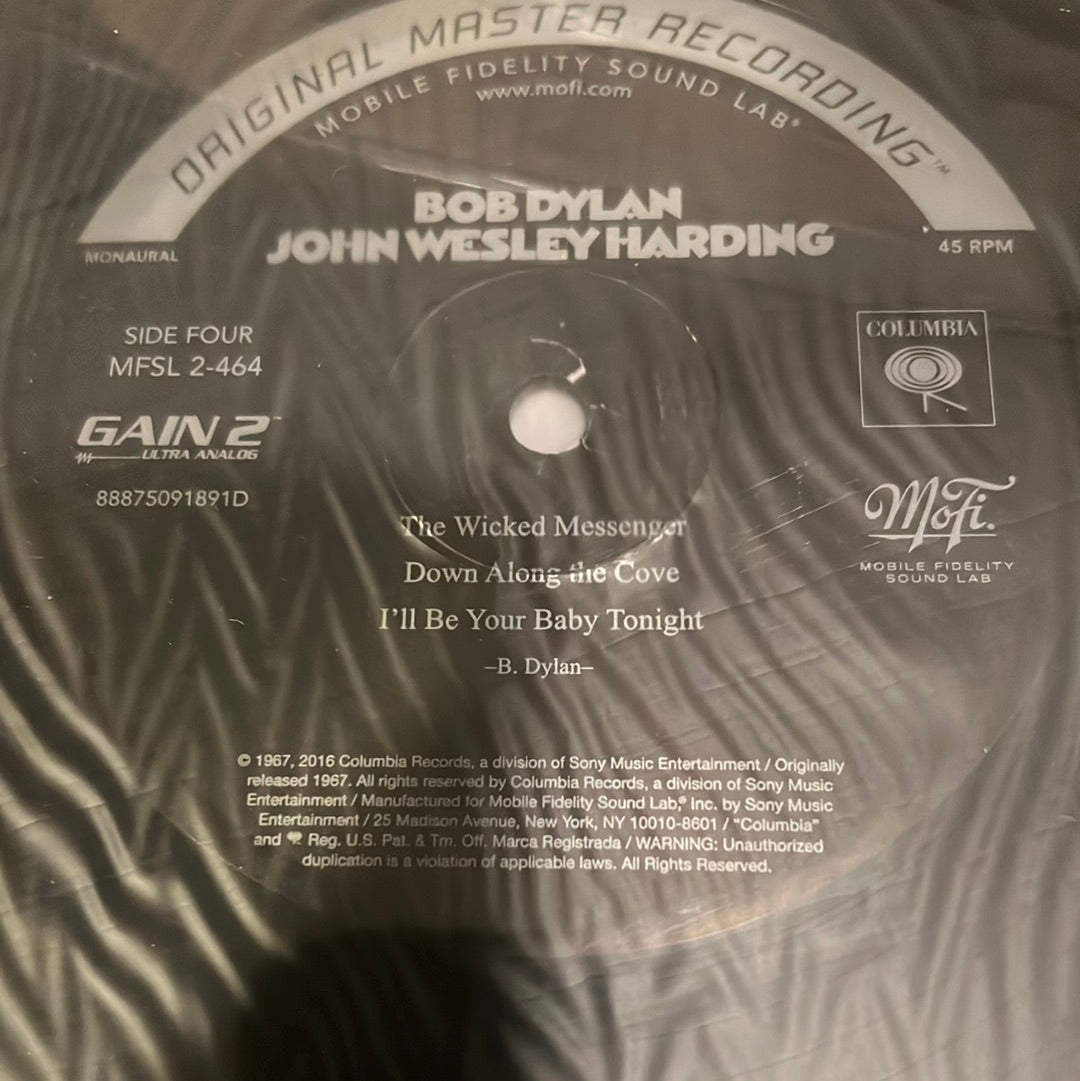 ORIGINAL MASTER RECORDING™
MOBILE FIDELITY SOUND LAB®
www.mofi.com
BOB DYLAN
JOHN WESLEY HARDING
MONAURAL
45 RPM
SIDE FOUR
MFSL 2-464
COLUMBIA
GAIN 2™
ULTRA ANALOG
88875091891D
MoFi.
MOBILE FIDELITY
SOUND LAB
The Wicked Messenger
Down Along the Cove
I'll Be Your Baby Tonight
–B. Dylan–
© 1967, 2016 Columbia Records, a division of Sony Music Entertainment / Originally
released 1967. All rights reserved by Columbia Records, a division of Sony Music
Entertainment / Manufactured for Mobile Fidelity Sound Lab,® Inc. by Sony Music
Entertainment / 25 Madison Avenue, New York, NY 10010-8601 / "Columbia"
and Reg. U.S. Pat. & Tm. Off. Marca Registrada / WARNING: Unauthorized
duplication is a violation of applicable laws. All Rights Reserved.